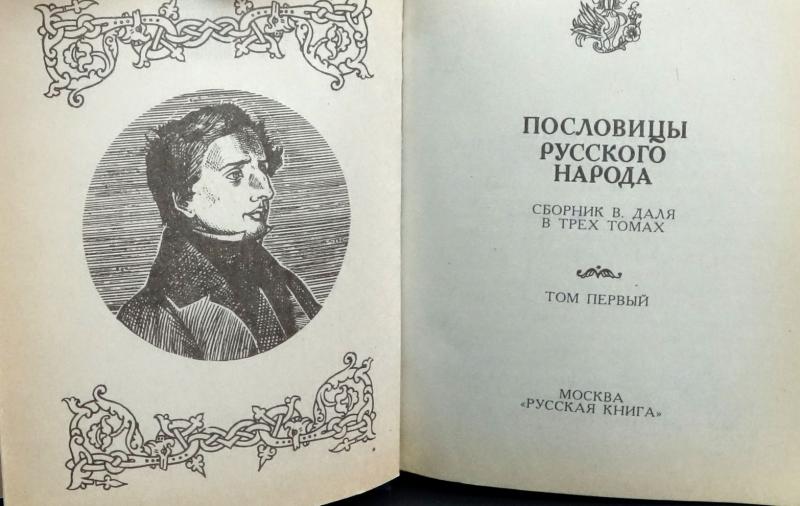 ПОСЛОВИЦЫ
РУССКОГО
НАРОДА
СБОРНИК В. ДАЛЯ
В ТРЕХ ТОМАХ
ТОМ ПЕРВЫЙ
МОСКВА
«РУССКАЯ КНИГА»